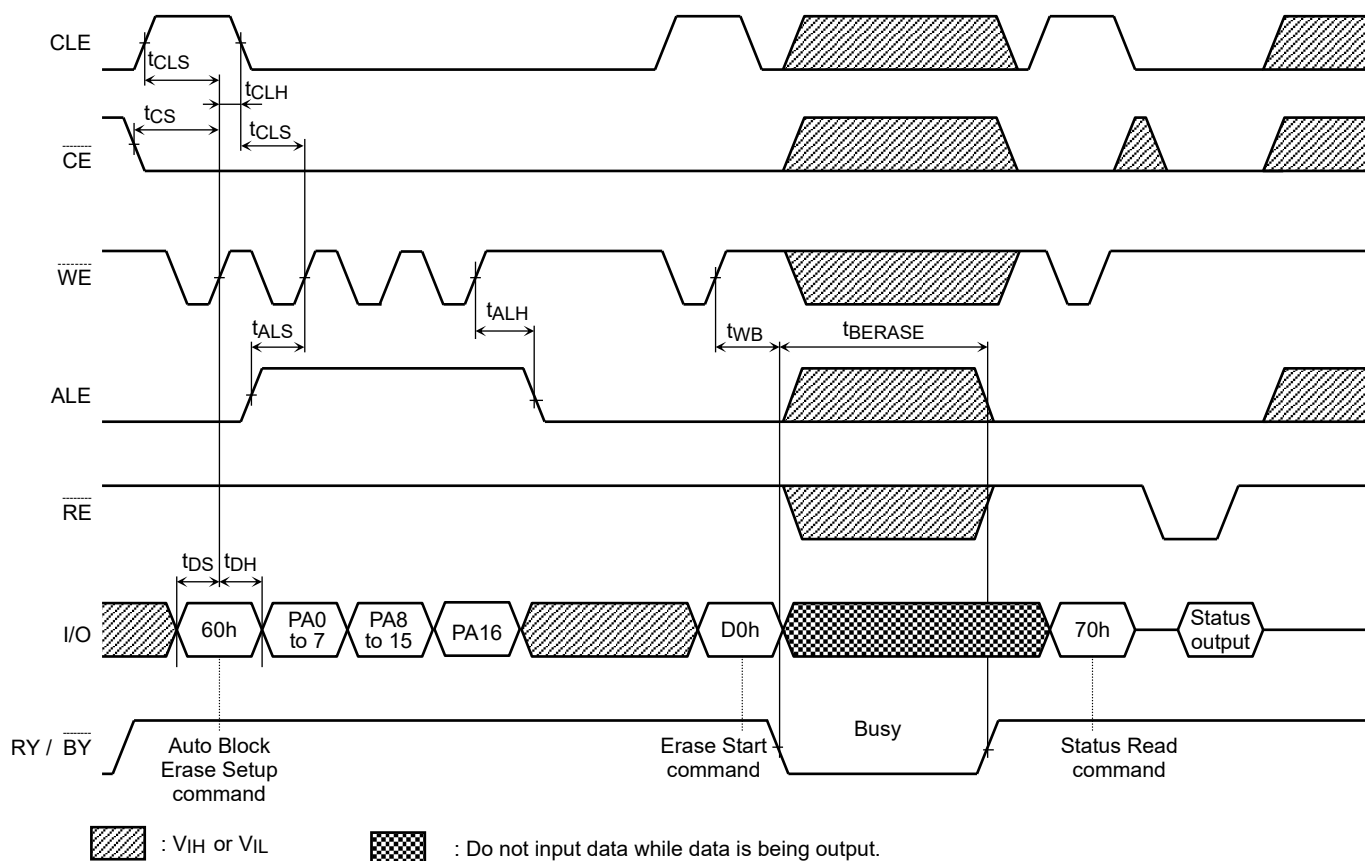 CLE
tCLS
tCLH
tCS
tCLS
CE
WE
tALS
tALH
tWB
tBERASE
ALE
RE
tDS
tDH
I/O
60h
PA0
to 7
PA8
to 15
PA16
D0h
70h
Status
output
RY / BY
Auto Block
Erase Setup
command
Erase Start
command
Busy
Status Read
command
: VIH or VIL
: Do not input data while data is being output.